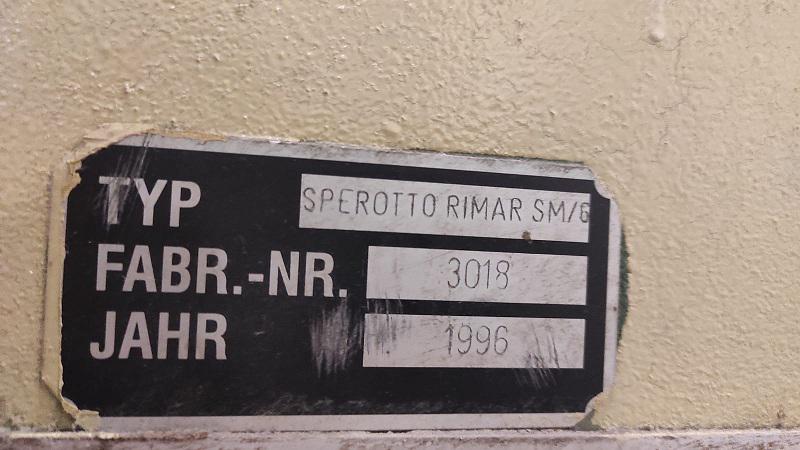 TYP SPEROTTO RIMAR SM/6
FABR.-NR. 3018
JAHR 1996